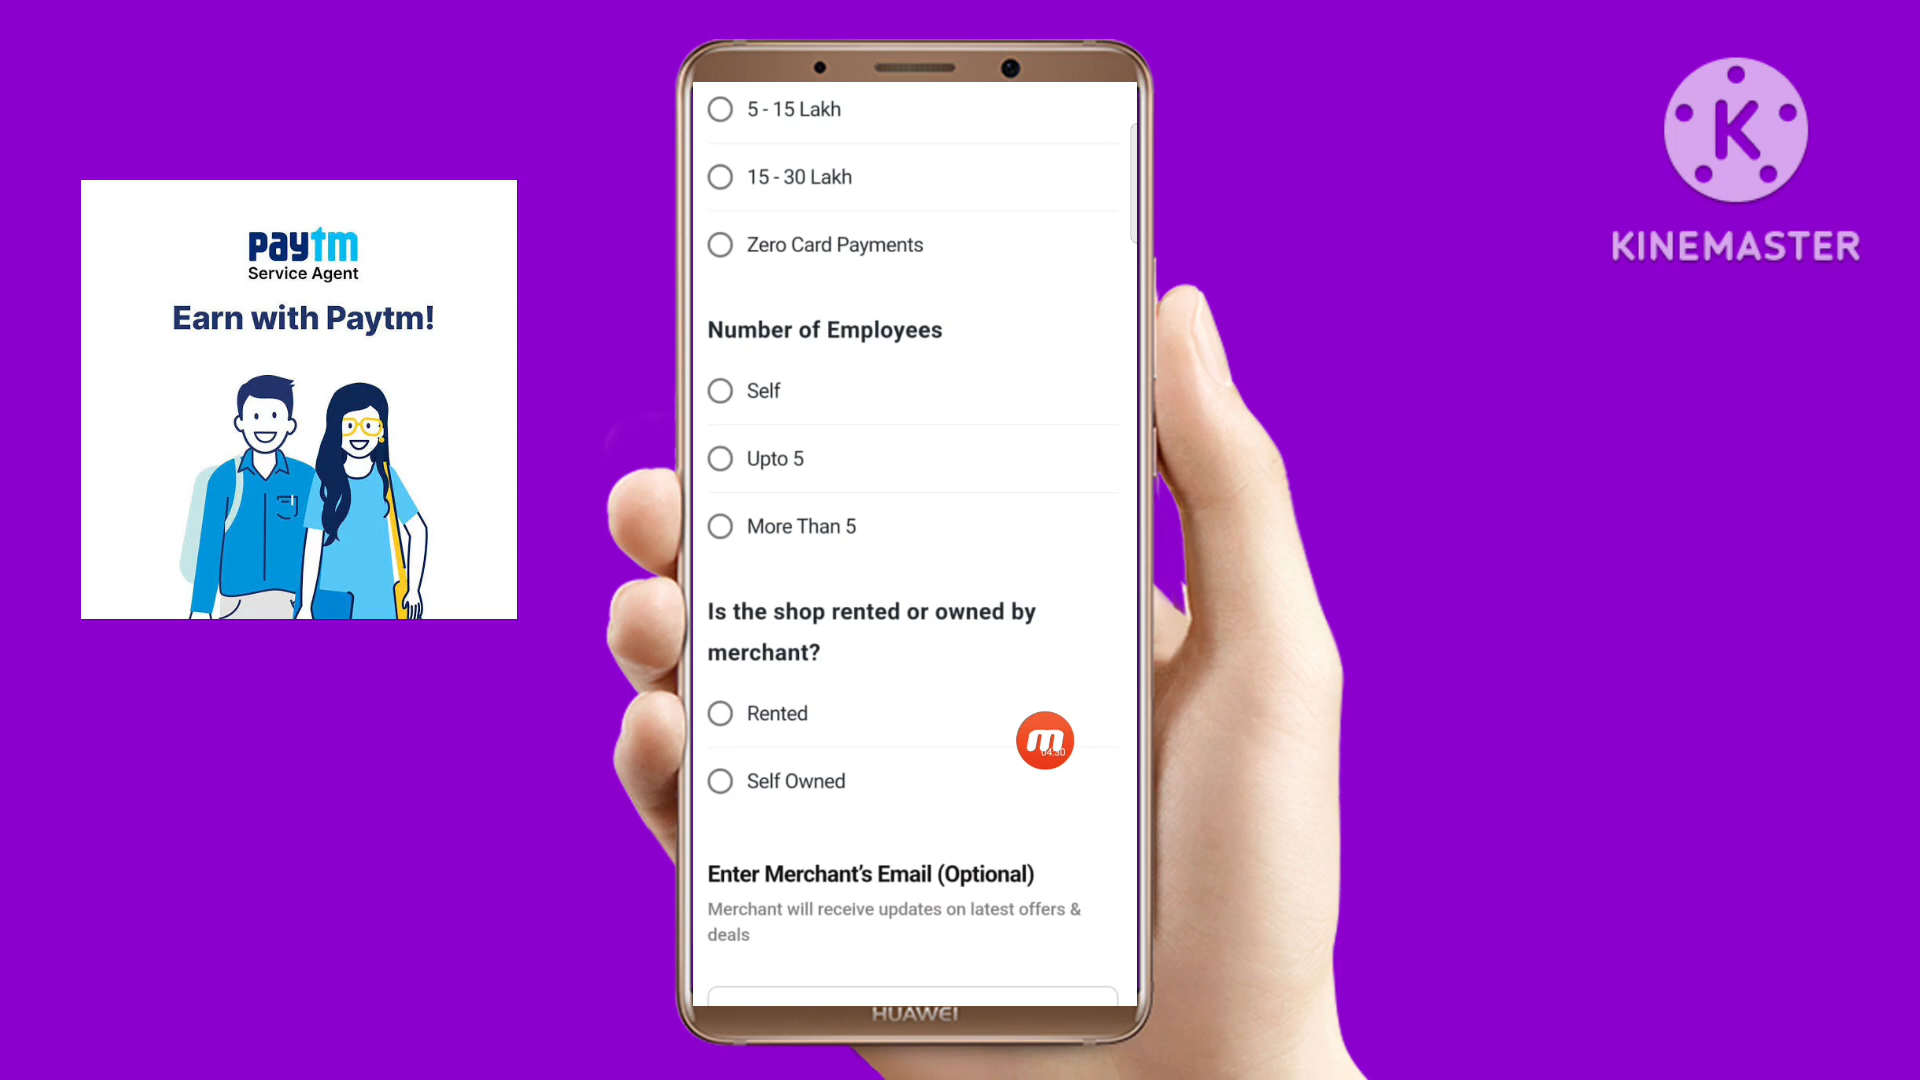 paytm
Service Agent
Earn with Paytm!
5 - 15 Lakh
15 - 30 Lakh
Zero Card Payments
Number of Employees
Self
Upto 5
More Than 5
Is the shop rented or owned by
merchant?
Rented
04:30
Self Owned
Enter Merchant's Email (Optional)
Merchant will receive updates on latest offers &
deals
HUAWEI
K
KINEMASTER